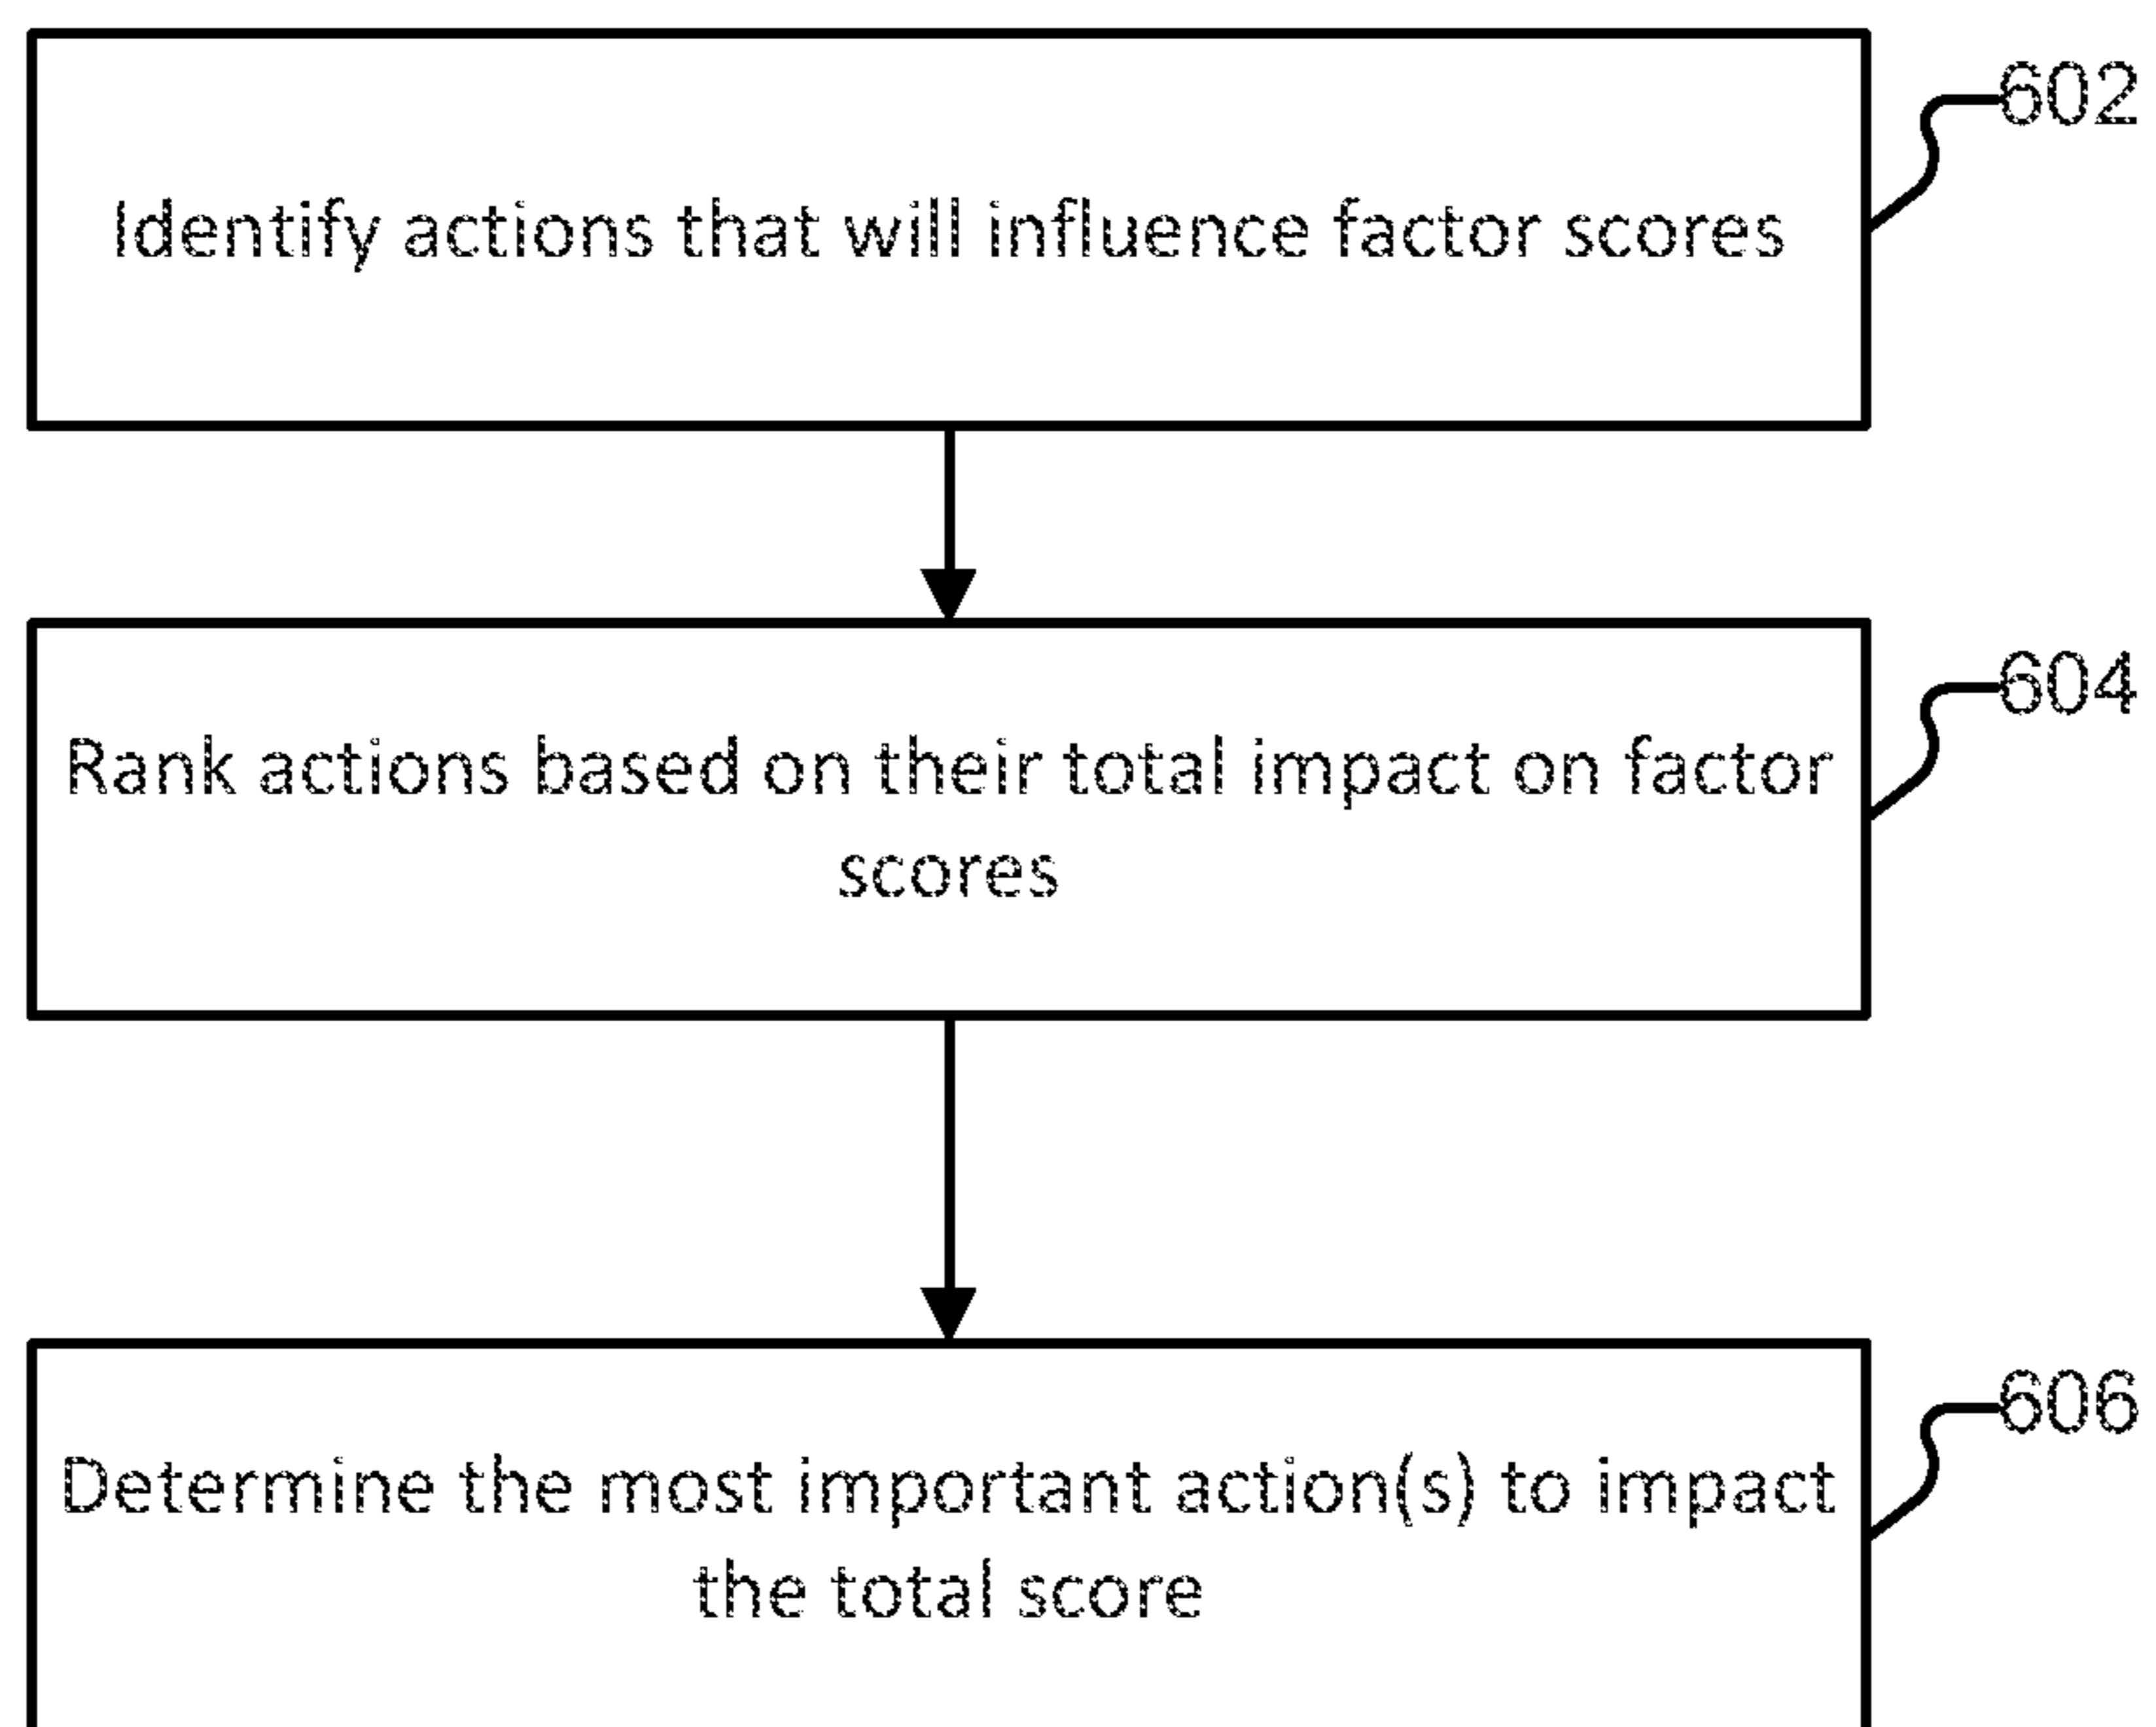 602
Identify actions that will influence factor scores
604
Rank actions based on their total impact on factor
scores
606
Determine the most important action(s) to impact
the total score